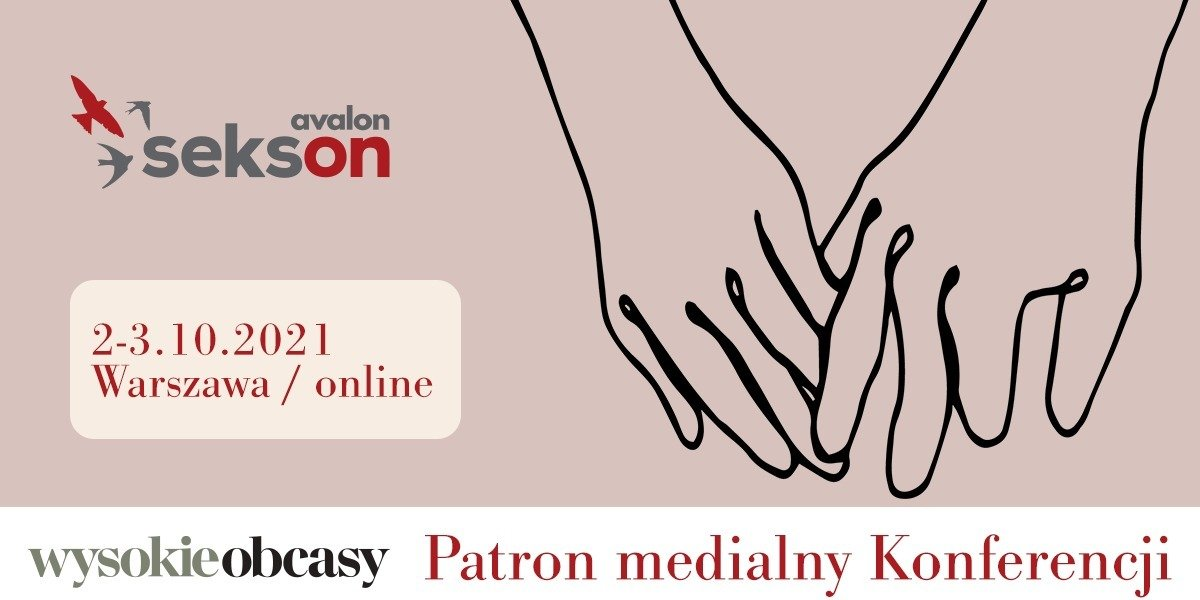 avalon
sekson
2-3.10.2021
Warszawa / online
wysokieobcasy Patron medialny Konferencji